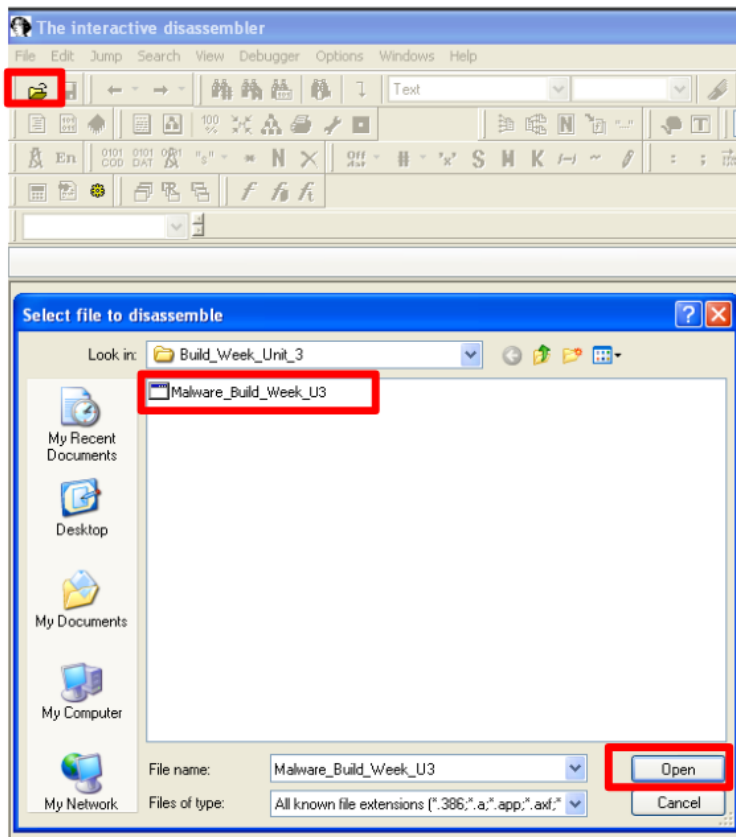 The interactive disassembler
File Edit Jump Search View Debugger Options Windows Help
Text
En
S M K
Select file to disassemble
Look in: Build_Week_Unit_3
Malware_Build_Week_U3
My Recent
Documents
Desktop
My Documents
My Computer
My Network
File name: Malware_Build_Week_U3 Open
Files of type: All known file extensions (*.386;*.a;*.app;*.axf;* Cancel